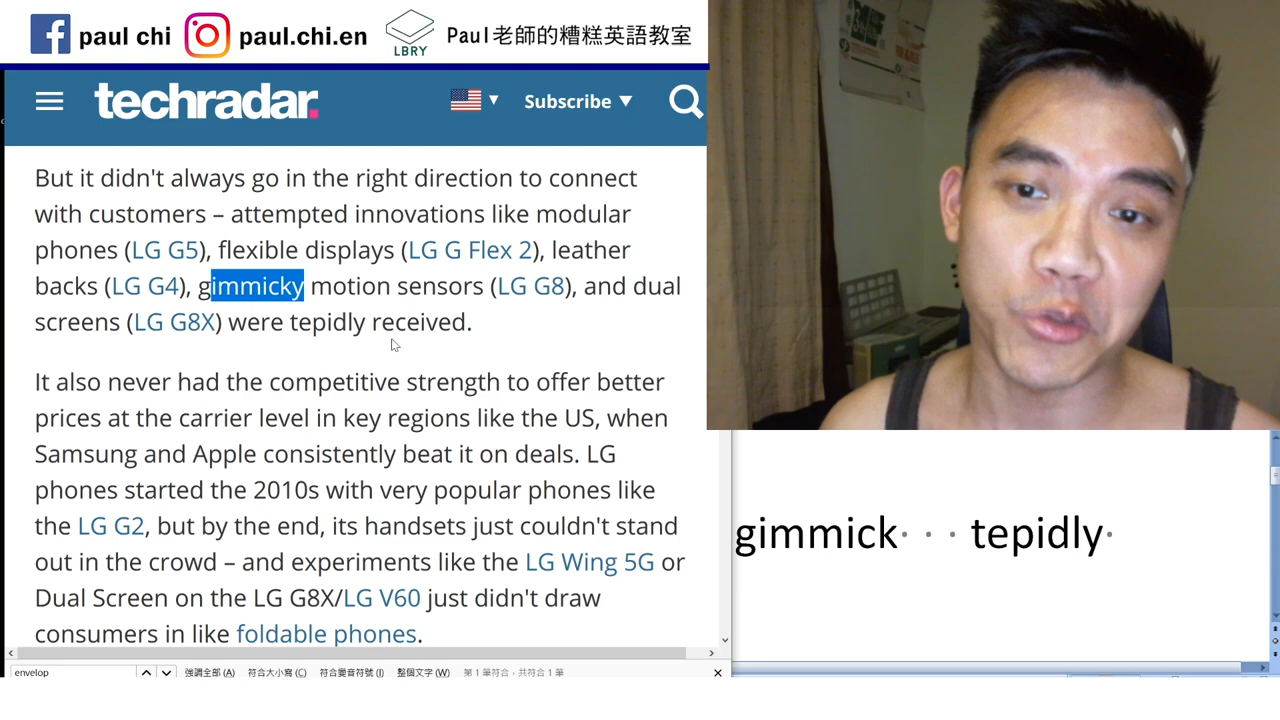 paul chi paul.chi.en LBRY Paul老師的糟糕英語教室
techradar. Subscribe
But it didn't always go in the right direction to connect
with customers – attempted innovations like modular
phones (LG G5), flexible displays (LG G Flex 2), leather
backs (LG G4), gimmicky motion sensors (LG G8), and dual
screens (LG G8X) were tepidly received.
It also never had the competitive strength to offer better
prices at the carrier level in key regions like the US, when
Samsung and Apple consistently beat it on deals. LG
phones started the 2010s with very popular phones like
the LG G2, but by the end, its handsets just couldn't stand
out in the crowd – and experiments like the LG Wing 5G or
Dual Screen on the LG G8X/LG V60 just didn't draw
consumers in like foldable phones.
envelop 強調全部 (A) 符合大小寫 (C) 符合變音符號 (I) 整個文字 (W) 第 1 筆符合，共符合 1 筆
gimmick· · · tepidly·